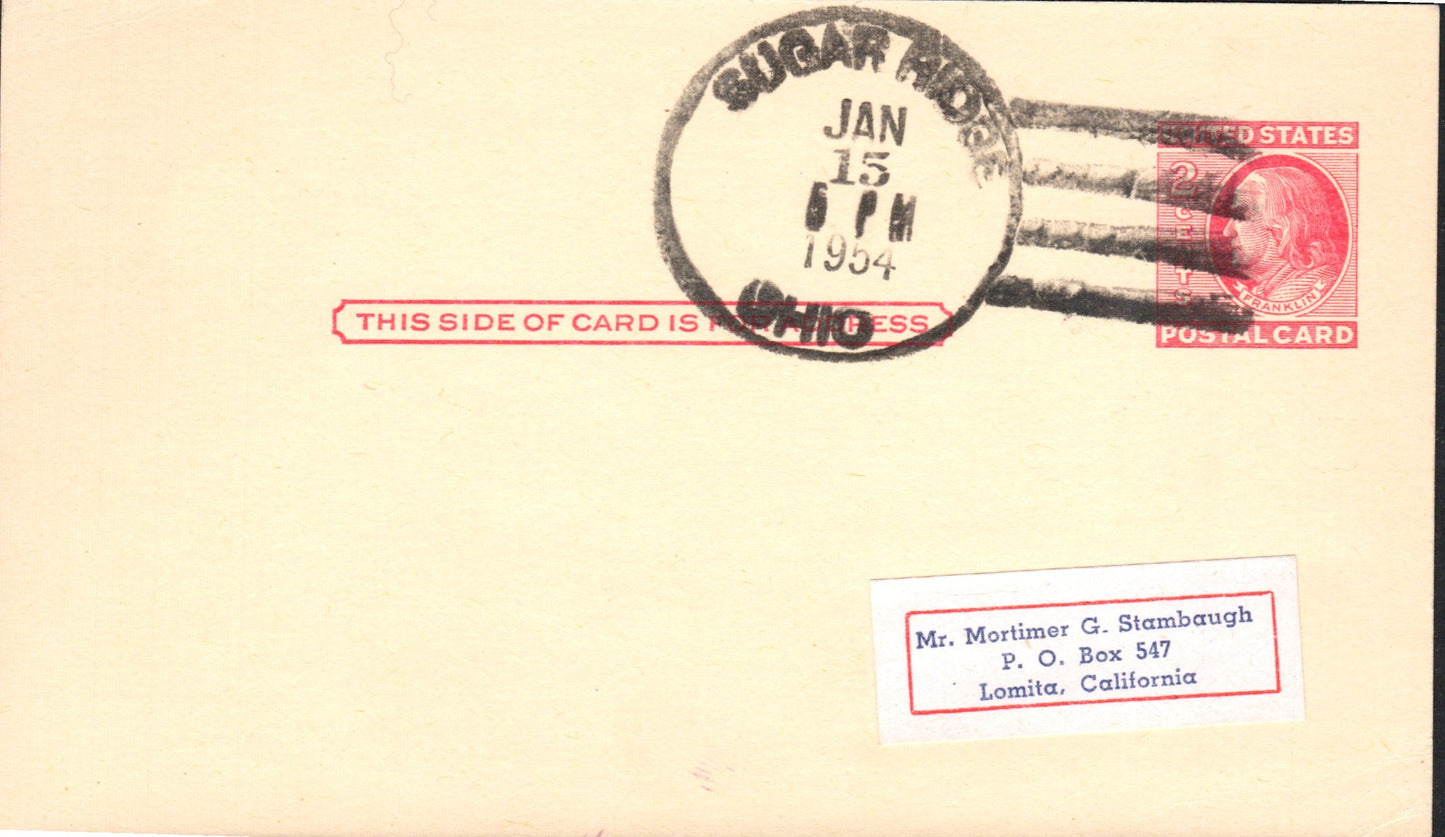 SUGAR RIDGE
JAN
15
PM
1954
OHIO
UNITED STATES
2
CENTS
FRANKLIN
POSTAL CARD
THIS SIDE OF CARD IS FOR ADDRESS
Mr. Mortimer G. Stambaugh
P. O. Box 547
Lomita, California